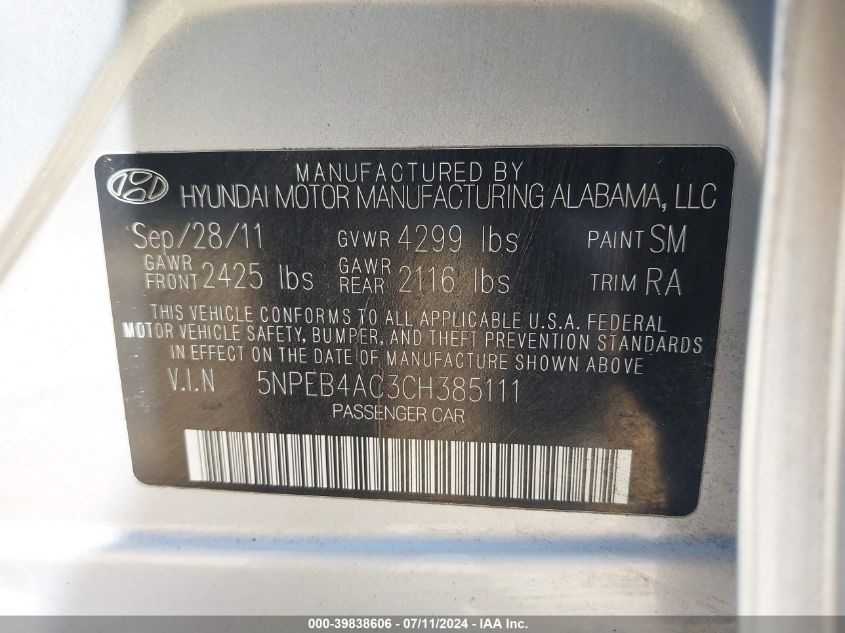 MANUFACTURED BY
HYUNDAI MOTOR MANUFACTURING ALABAMA, LLC
Sep/28/11 GVWR 4299 lbs PAINT SM
GAWR FRONT 2425 lbs GAWR REAR 2116 lbs TRIM RA
THIS VEHICLE CONFORMS TO ALL APPLICABLE U.S.A. FEDERAL
MOTOR VEHICLE SAFETY, BUMPER, AND THEFT PREVENTION STANDARDS
IN EFFECT ON THE DATE OF MANUFACTURE SHOWN ABOVE
V.I.N 5NPEB4AC3CH385111
PASSENGER CAR
000-39838606 - 07/11/2024 - IAA Inc.